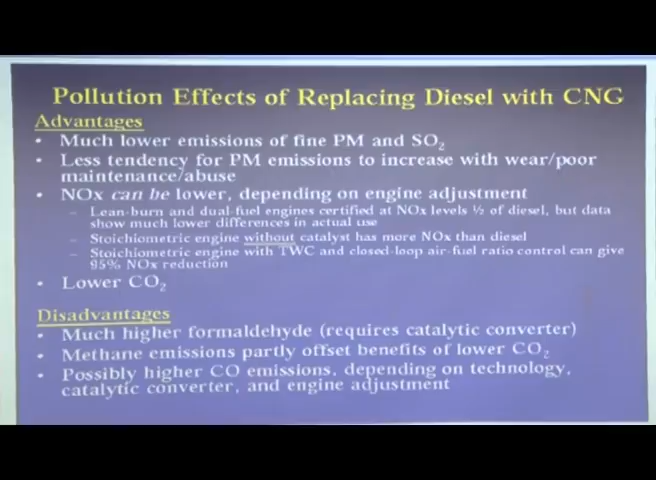 Pollution Effects of Replacing Diesel with CNG
Advantages
• Much lower emissions of fine PM and SO2
• Less tendency for PM emissions to increase with wear/poor
maintenance/abuse
• NOx can be lower, depending on engine adjustment
– Lean-burn and dual-fuel engines certified at NOx levels ½ of diesel, but data
show much lower differences in actual use
– Stoichiometric engine without catalyst has more NOx than diesel
– Stoichiometric engine with TWC and closed-loop air-fuel ratio control can give
95% NOx reduction
• Lower CO2
Disadvantages
• Much higher formaldehyde (requires catalytic converter)
• Methane emissions partly offset benefits of lower CO2
• Possibly higher CO emissions, depending on technology,
catalytic converter, and engine adjustment